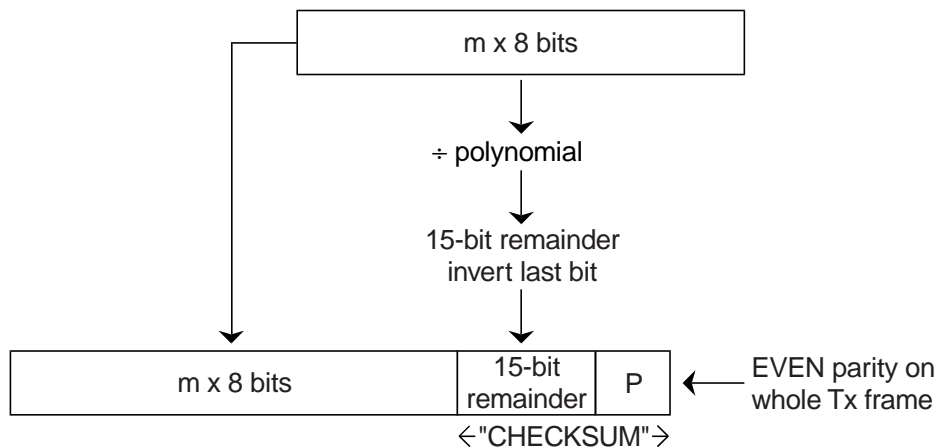 m x 8 bits
÷ polynomial
15-bit remainder
invert last bit
m x 8 bits
15-bit
remainder
P
EVEN parity on
whole Tx frame
"CHECKSUM"